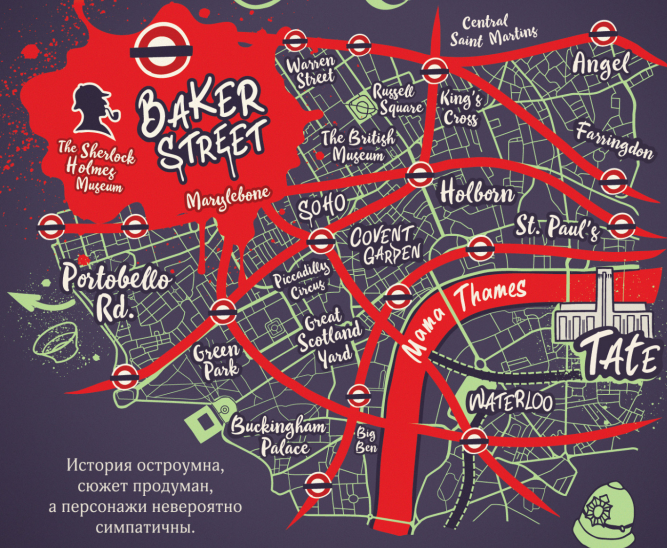 Central
Saint Martins
Warren
Street
Angel
BAKER
STREET
Russell
Square
King's
Cross
The Sherlock
Holmes
Museum
The British
Museum
Farringdon
Marylebone
SOHO
Holborn
COVENT
GARDEN
St. Paul's
Portobello
Rd.
Piccadilly
Circus
Mama Thames
Great
Scotland
Yard
TATE
Green
Park
WATERLOO
Buckingham
Palace
Big
Ben
История остроумна,
сюжет продуман,
а персонажи невероятно
симпатичны.